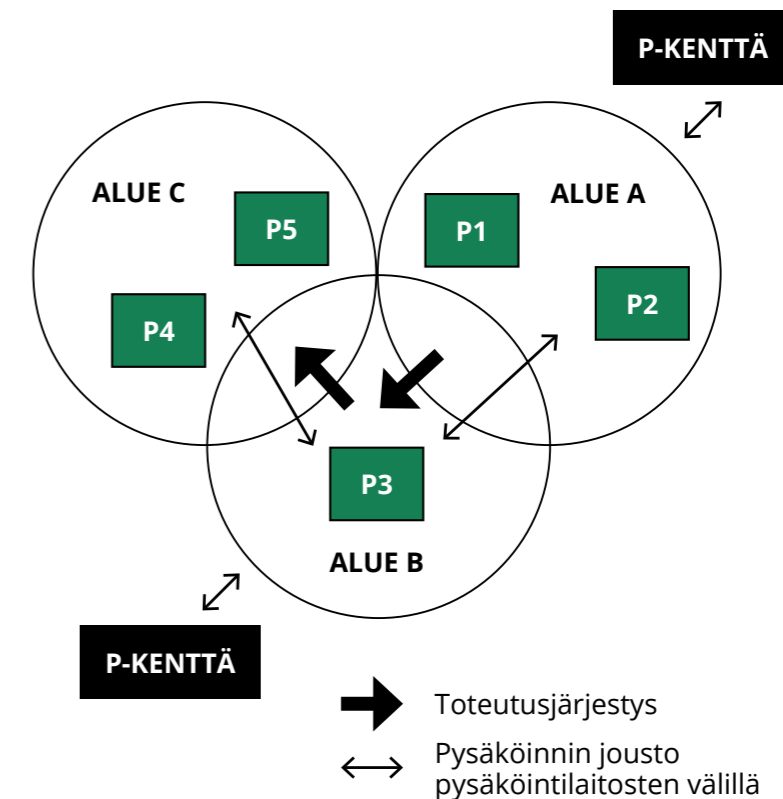 P-KENTTÄ
ALUE C
ALUE A
P5
P1
P2
P4
P3
ALUE B
P-KENTTÄ
Toteutusjärjestys
Pysäköinnin jousto
pysäköintilaitosten välillä